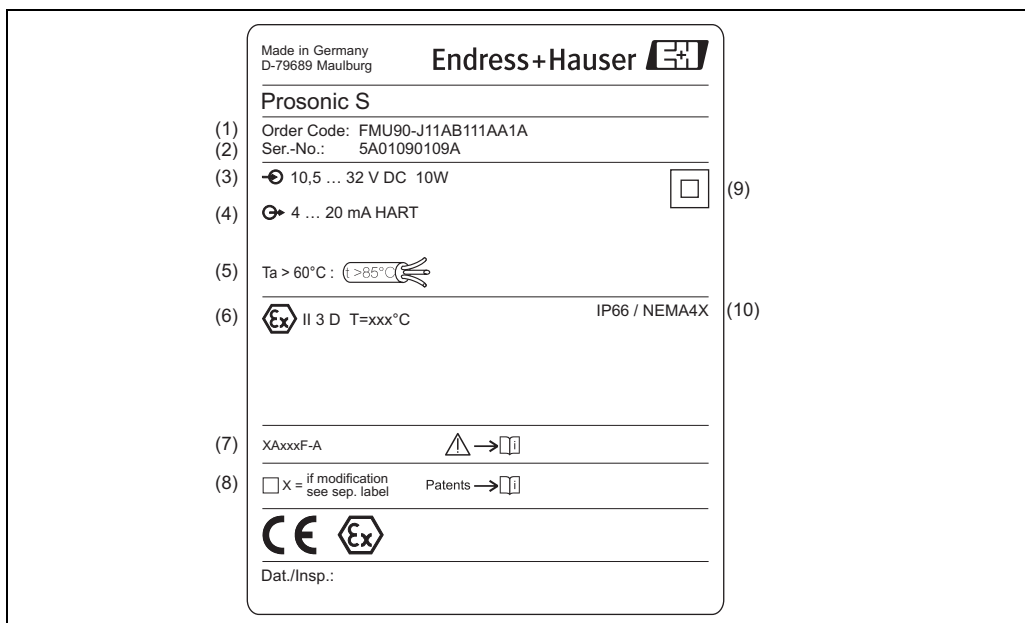 Made in Germany
D-79689 Maulburg
Endress+Hauser
Prosonic S
(1) Order Code: FMU90-J11AB111AA1A
(2) Ser.-No.: 5A01090109A
(3) 10,5 … 32 V DC 10W
(9)
(4) 4 … 20 mA HART
(5) Ta > 60°C : t >85°C
(6) Ex II 3 D T=xxx°C IP66 / NEMA4X (10)
(7) XAxxxF-A i
(8) X = if modification
see sep. label
Patents i
CE Ex
Dat./Insp.: